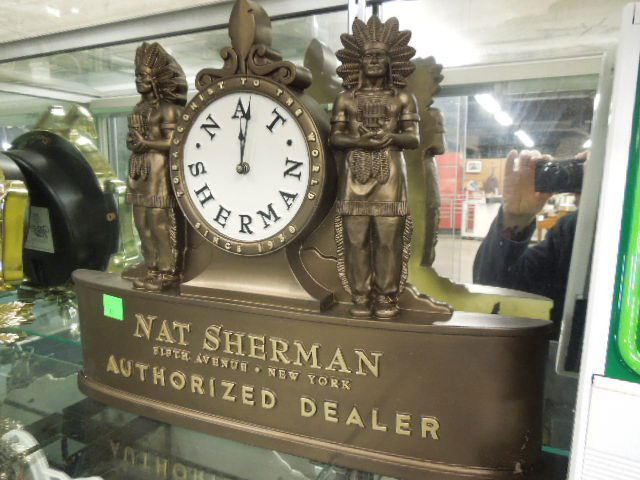 TOBACCONIST TO THE WORLD
NAT
SHERMAN
SINCE 1930
NAT SHERMAN
FIFTH AVENUE • NEW YORK
AUTHORIZED DEALER